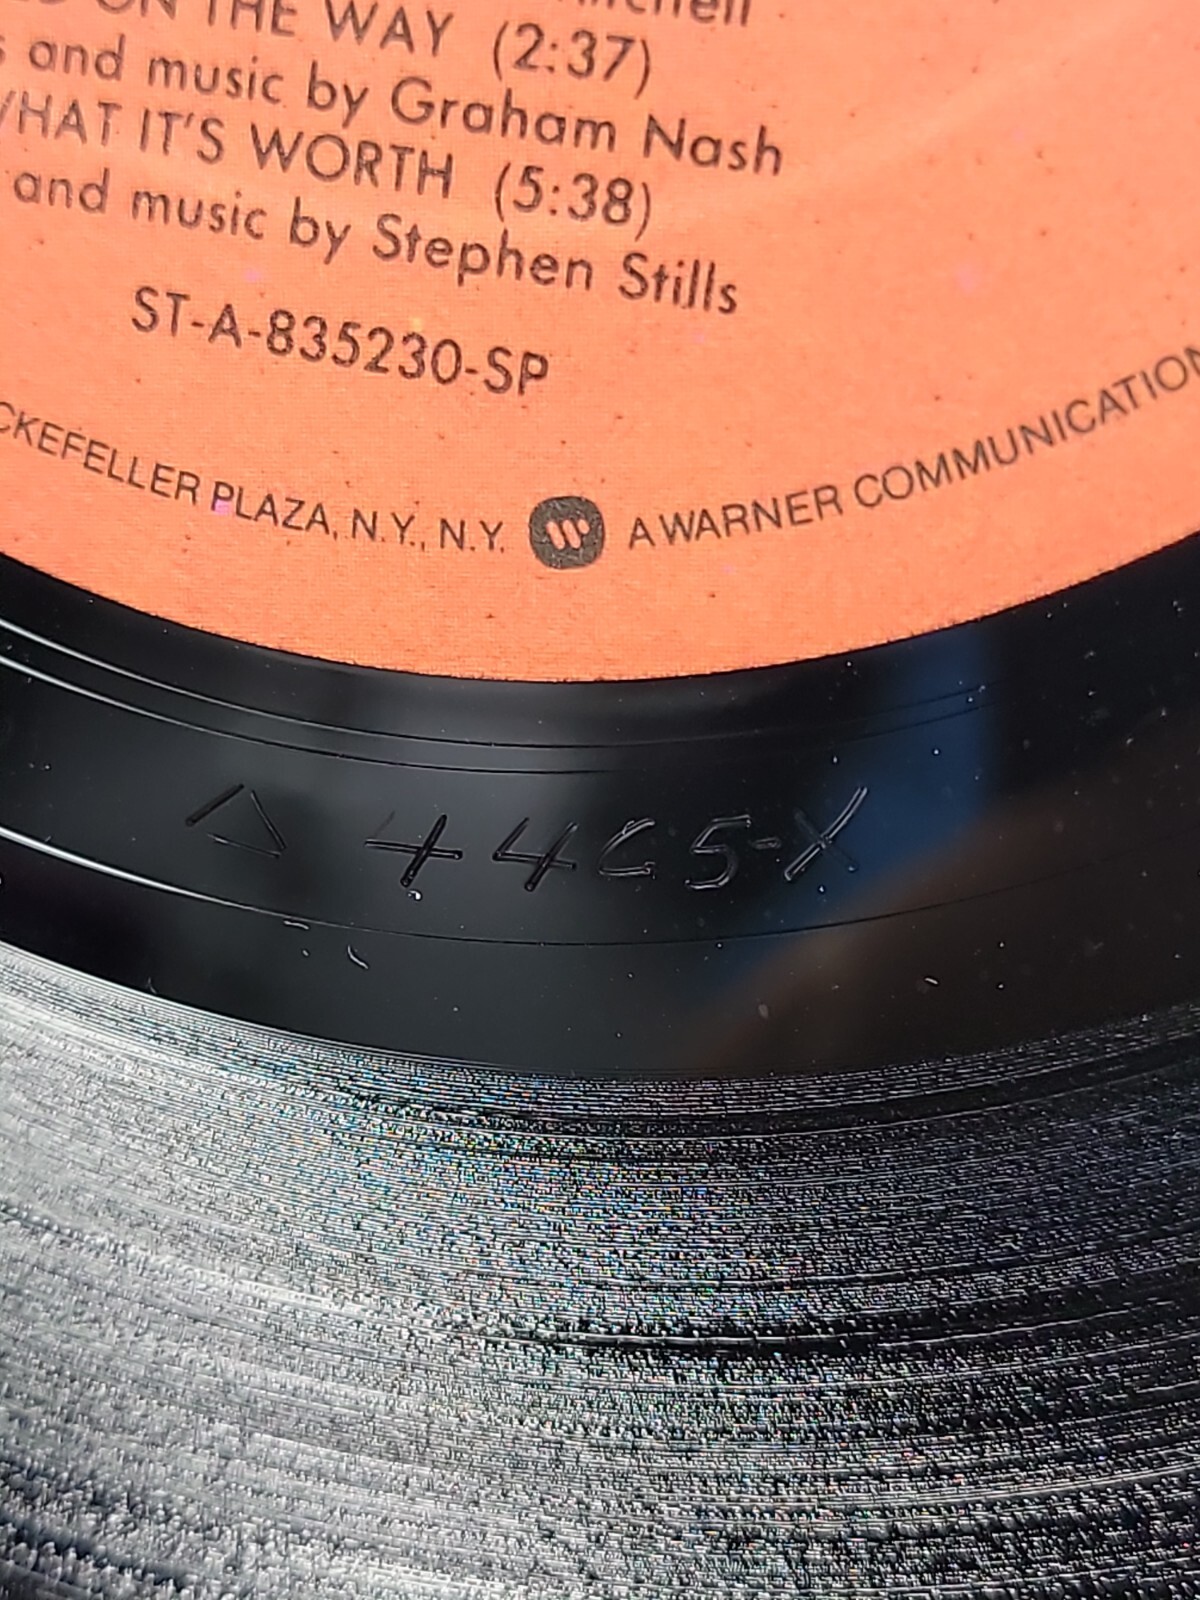 ON THE WAY (2:37)
and music by Graham Nash
WHAT IT'S WORTH (5:38)
and music by Stephen Stills
ST-A-835230-SP
CKEFELLER PLAZA, N.Y., N.Y. W A WARNER COMMUNICATION
△ 4465-X